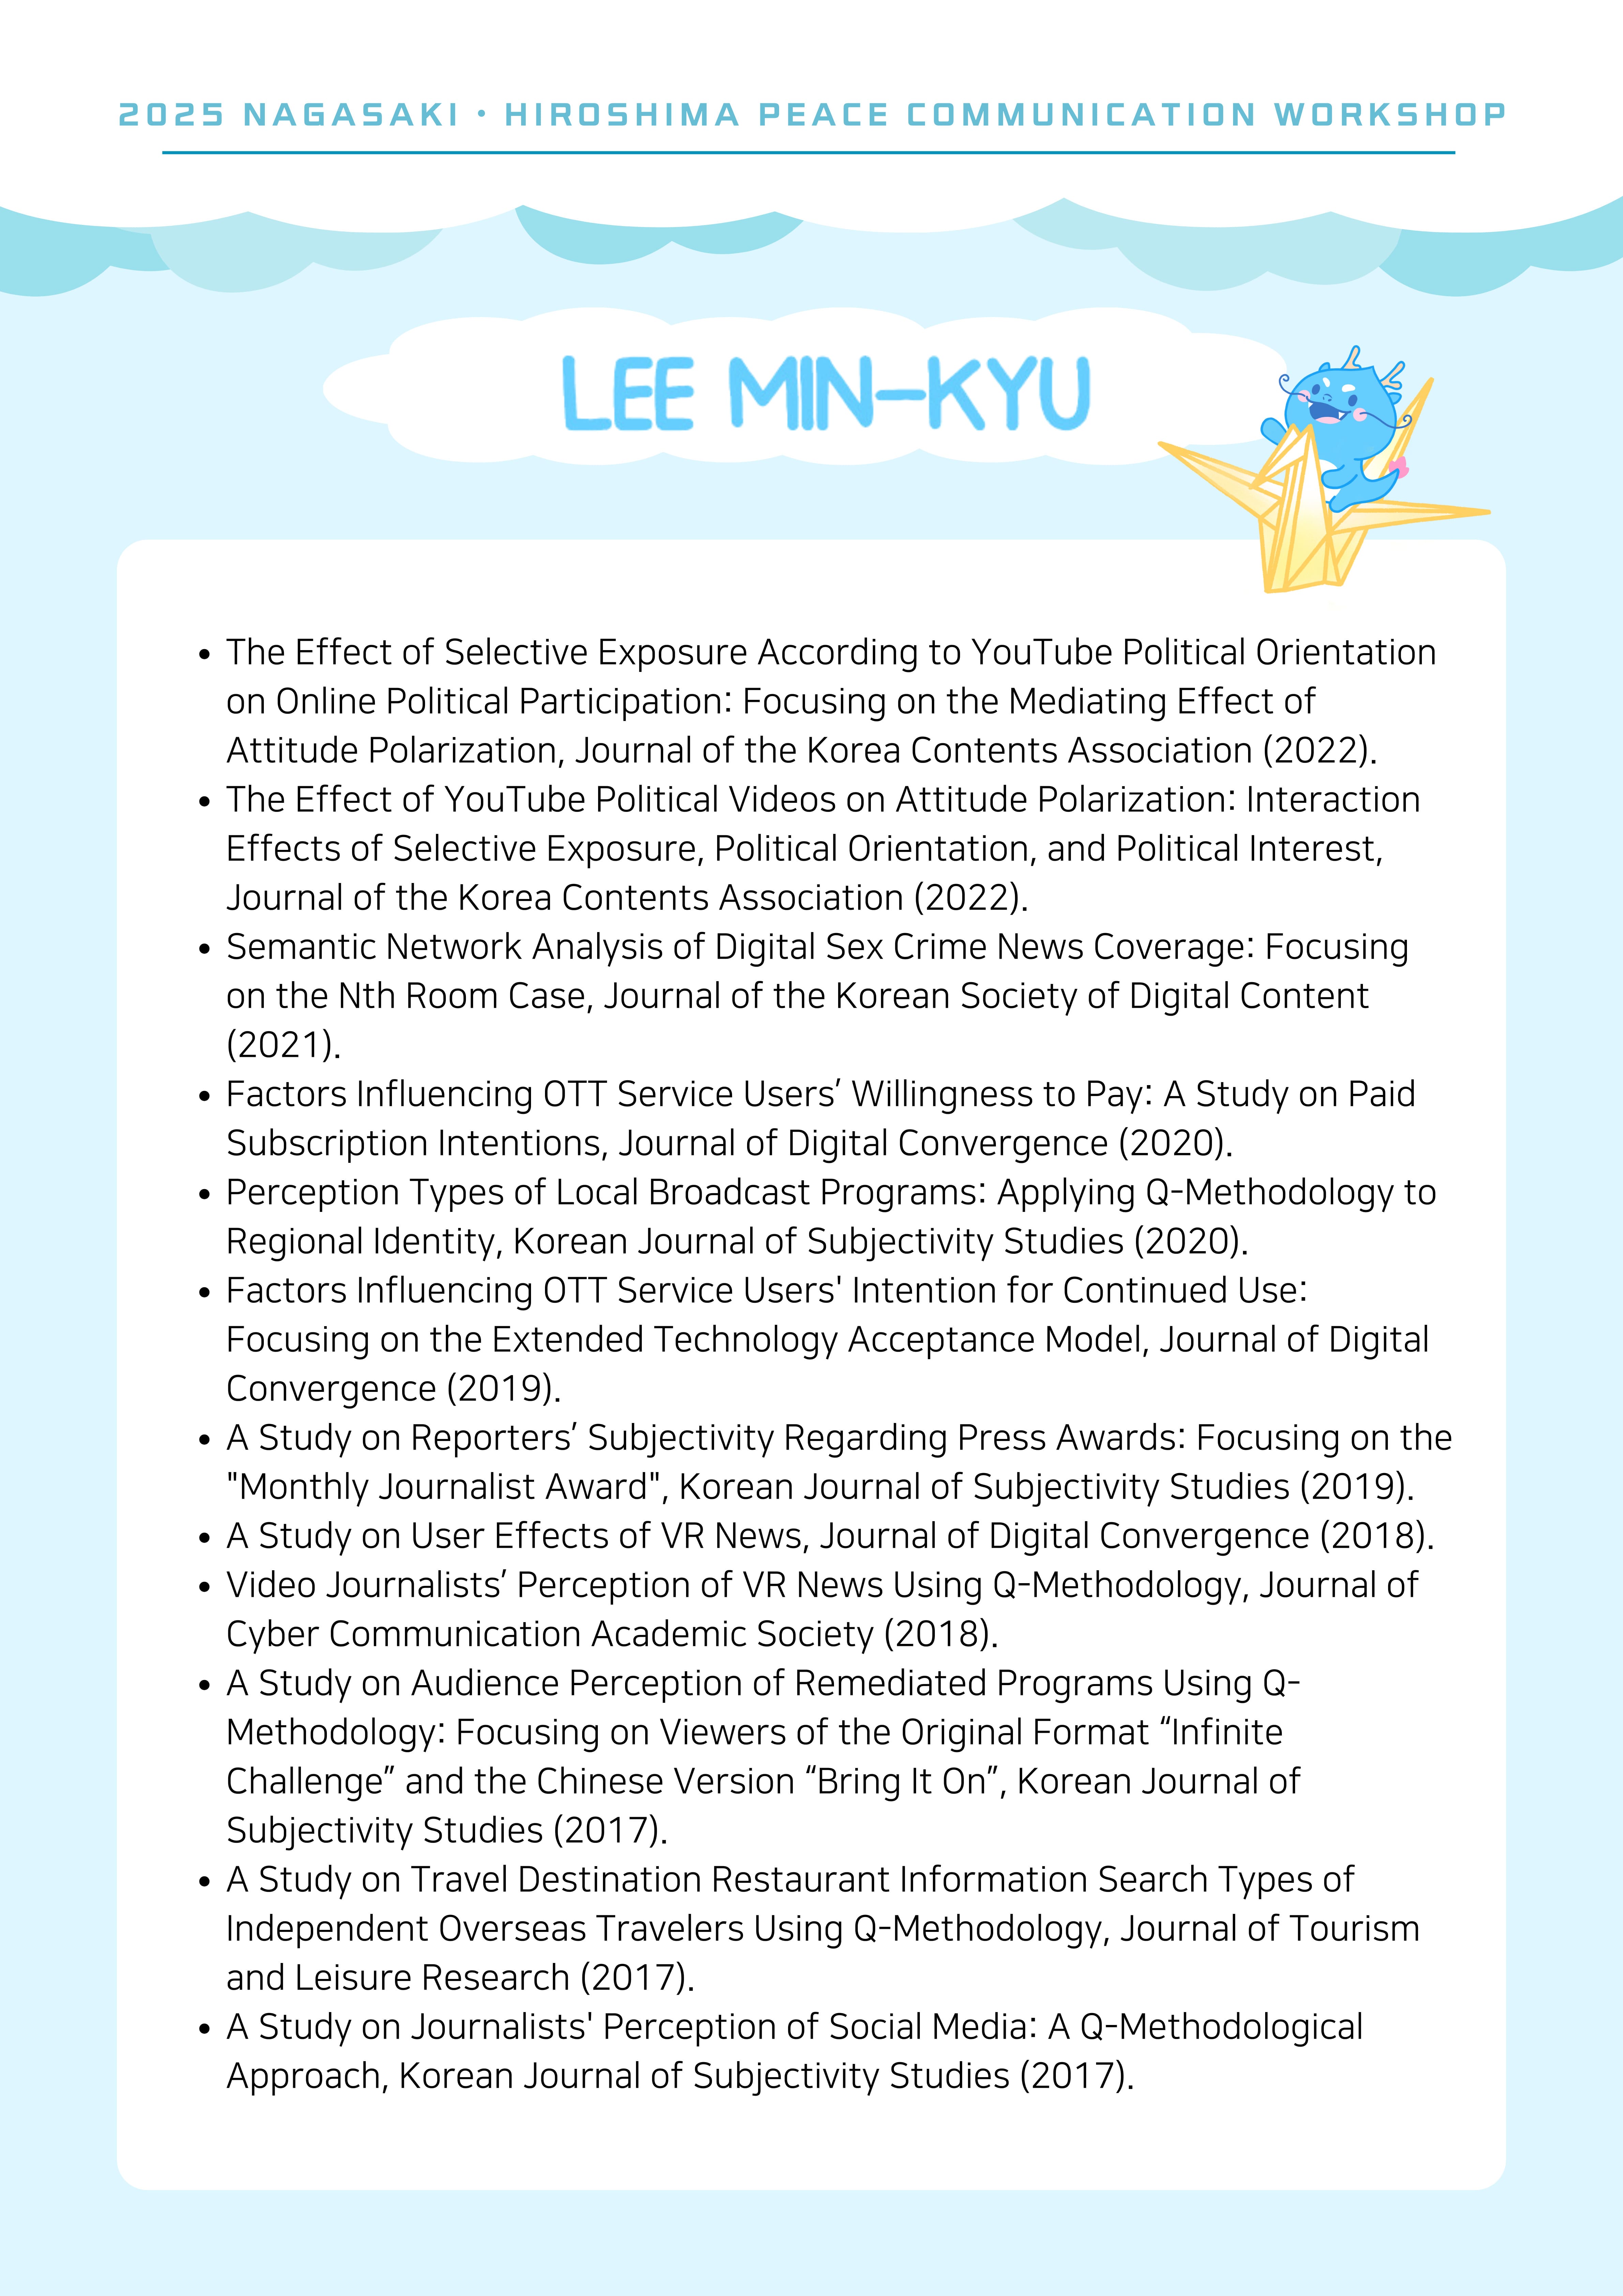 2025 NAGASAKI • HIROSHIMA PEACE COMMUNICATION WORKSHOP
LEE MIN-KYU
• The Effect of Selective Exposure According to YouTube Political Orientation
on Online Political Participation: Focusing on the Mediating Effect of
Attitude Polarization, Journal of the Korea Contents Association (2022).
• The Effect of YouTube Political Videos on Attitude Polarization: Interaction
Effects of Selective Exposure, Political Orientation, and Political Interest,
Journal of the Korea Contents Association (2022).
• Semantic Network Analysis of Digital Sex Crime News Coverage: Focusing
on the Nth Room Case, Journal of the Korean Society of Digital Content
(2021).
• Factors Influencing OTT Service Users’ Willingness to Pay: A Study on Paid
Subscription Intentions, Journal of Digital Convergence (2020).
• Perception Types of Local Broadcast Programs: Applying Q-Methodology to
Regional Identity, Korean Journal of Subjectivity Studies (2020).
• Factors Influencing OTT Service Users' Intention for Continued Use:
Focusing on the Extended Technology Acceptance Model, Journal of Digital
Convergence (2019).
• A Study on Reporters’ Subjectivity Regarding Press Awards: Focusing on the
"Monthly Journalist Award", Korean Journal of Subjectivity Studies (2019).
• A Study on User Effects of VR News, Journal of Digital Convergence (2018).
• Video Journalists’ Perception of VR News Using Q-Methodology, Journal of
Cyber Communication Academic Society (2018).
• A Study on Audience Perception of Remediated Programs Using Q-
Methodology: Focusing on Viewers of the Original Format “Infinite
Challenge” and the Chinese Version “Bring It On”, Korean Journal of
Subjectivity Studies (2017).
• A Study on Travel Destination Restaurant Information Search Types of
Independent Overseas Travelers Using Q-Methodology, Journal of Tourism
and Leisure Research (2017).
• A Study on Journalists' Perception of Social Media: A Q-Methodological
Approach, Korean Journal of Subjectivity Studies (2017).